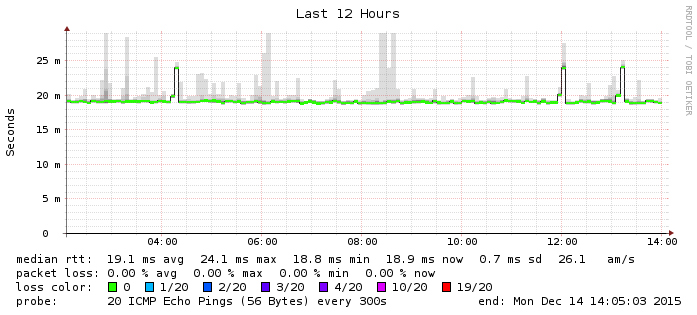 Last 12 Hours
RRDTOOL / TOBI OETIKER
Seconds
25 m
20 m
15 m
10 m
5 m
0
04:00 06:00 08:00 10:00 12:00 14:00
median rtt: 19.1 ms avg 24.1 ms max 18.8 ms min 18.9 ms now 0.7 ms sd 26.1 am/s
packet loss: 0.00 % avg 0.00 % max 0.00 % min 0.00 % now
loss color: 0 1/20 2/20 3/20 4/20 10/20 19/20
probe: 20 ICMP Echo Pings (56 Bytes) every 300s end: Mon Dec 14 14:05:03 2015